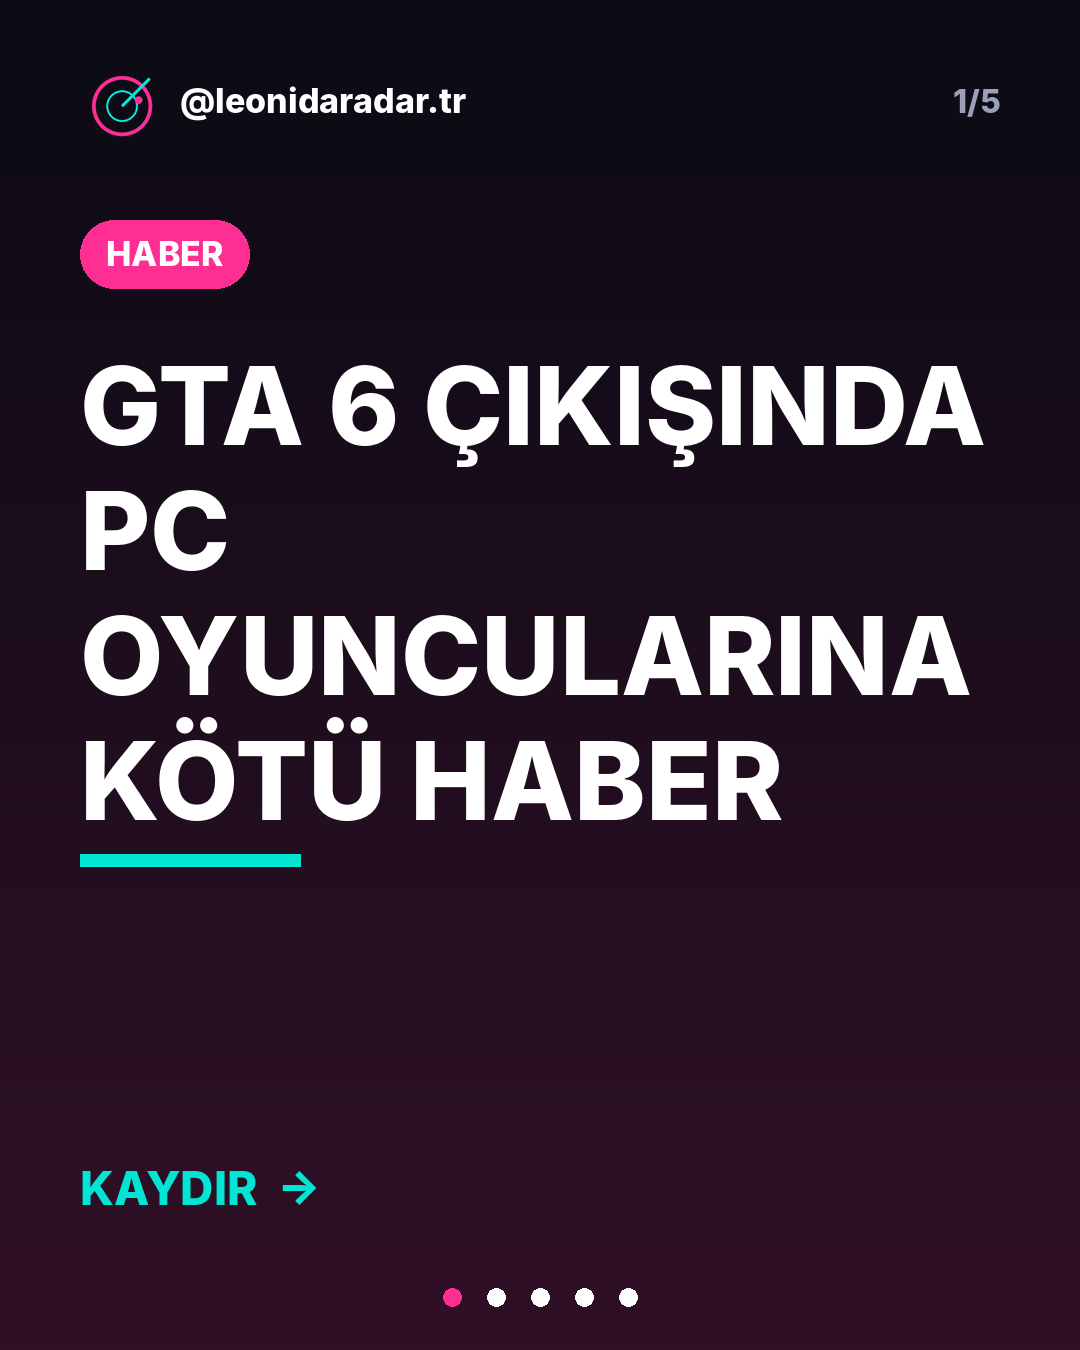 @leonidaradar.tr
1/5
HABER
GTA 6 ÇIKIŞINDA
PC
OYUNCULARINA
KÖTÜ HABER
KAYDIR →